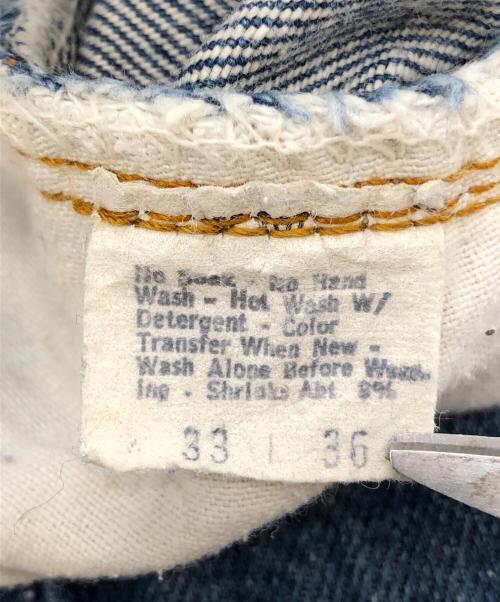 No Soak - No Hand
Wash - Hot Wash W/
Detergent - Color
Transfer When New -
Wash Alone Before Wear-
ing - Shrinks Abt 8%
33 | 36